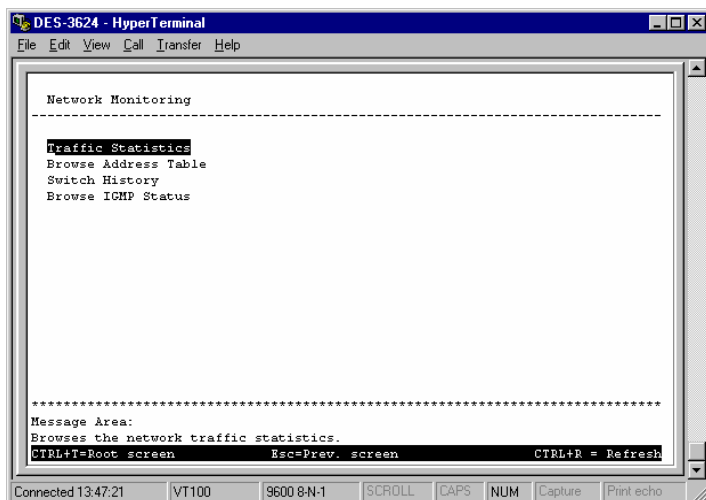 DES-3624 - HyperTerminal
File Edit View Call Transfer Help
Network Monitoring
--------------------------------------------------------------------------------
Traffic Statistics
Browse Address Table
Switch History
Browse IGMP Status
********************************************************************************
Message Area:
Browses the network traffic statistics.
CTRL+T=Root screen Esc=Prev. screen CTRL+R = Refresh
Connected 13:47:21 VT100 9600 8-N-1 SCROLL CAPS NUM Capture Print echo